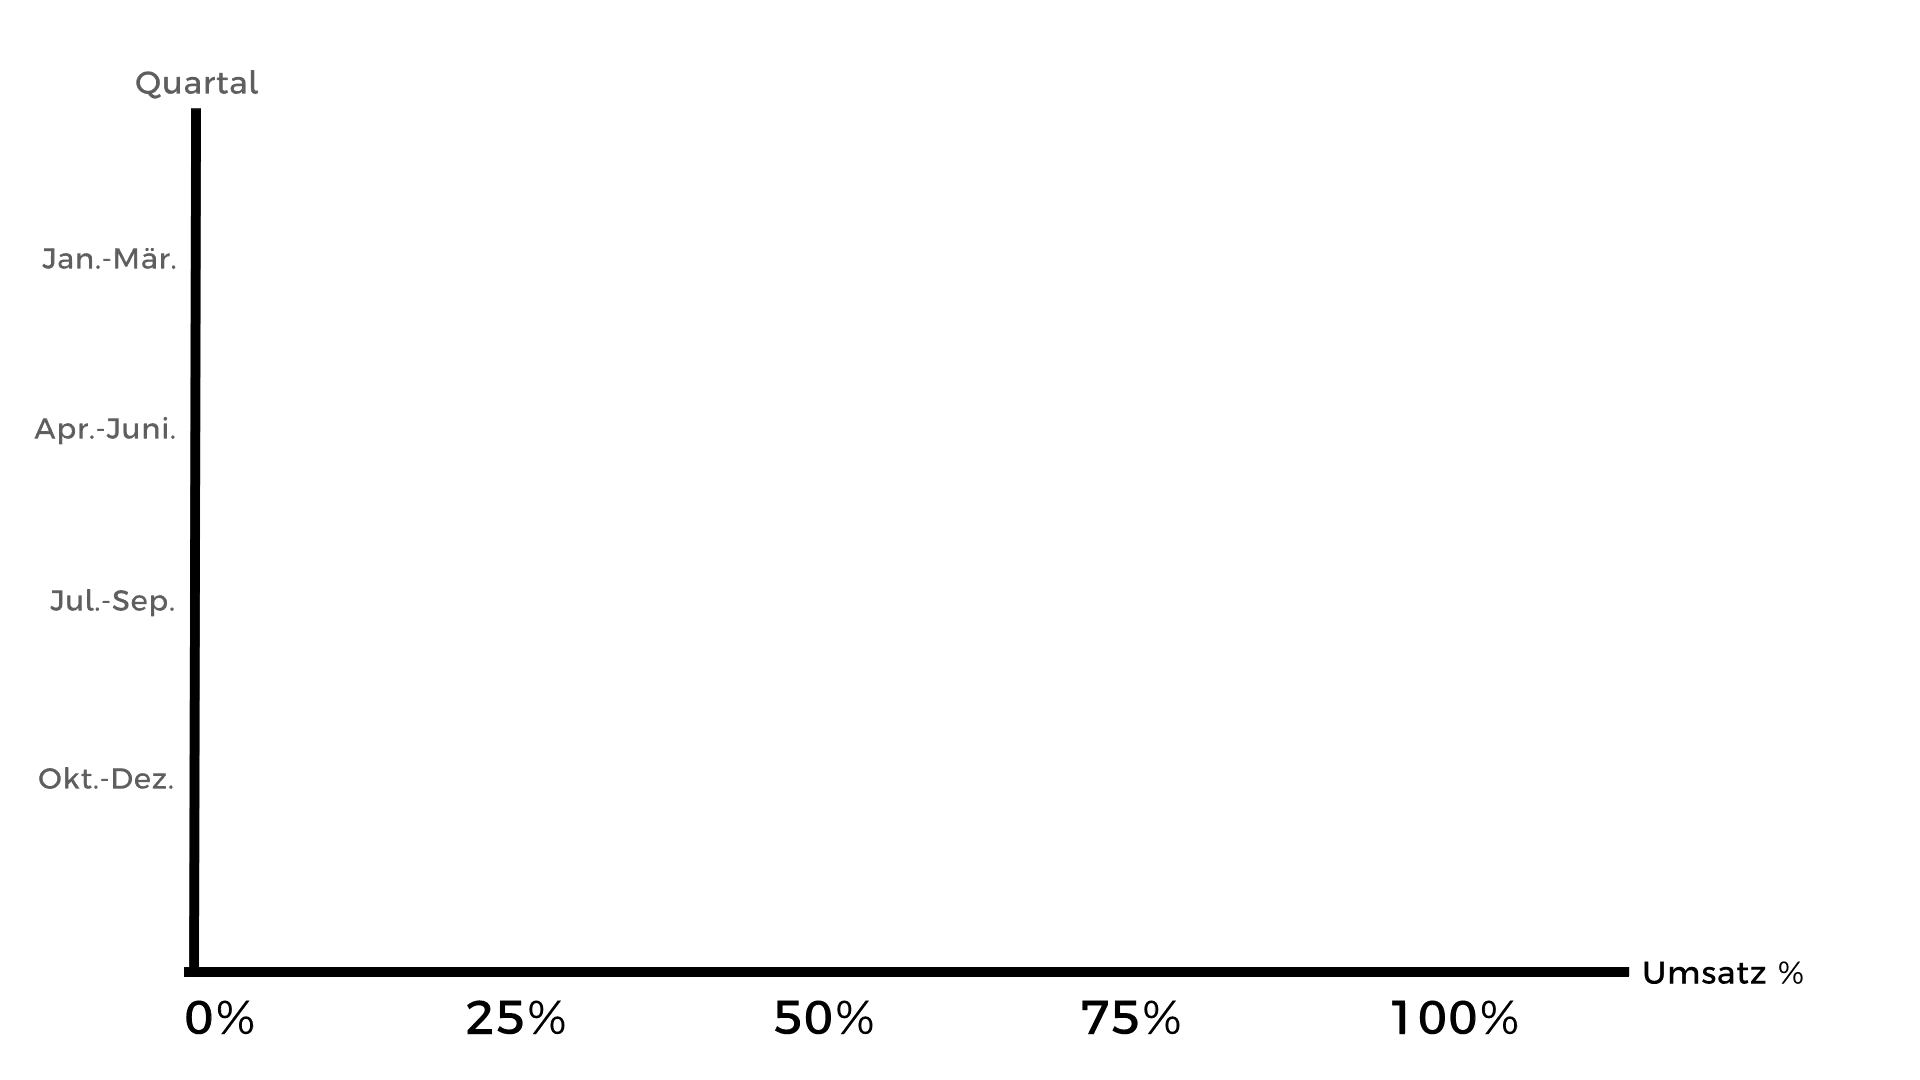 Quartal
Jan.-Mär.
Apr.-Juni.
Jul.-Sep.
Okt.-Dez.
Umsatz %
0% 25% 50% 75% 100%